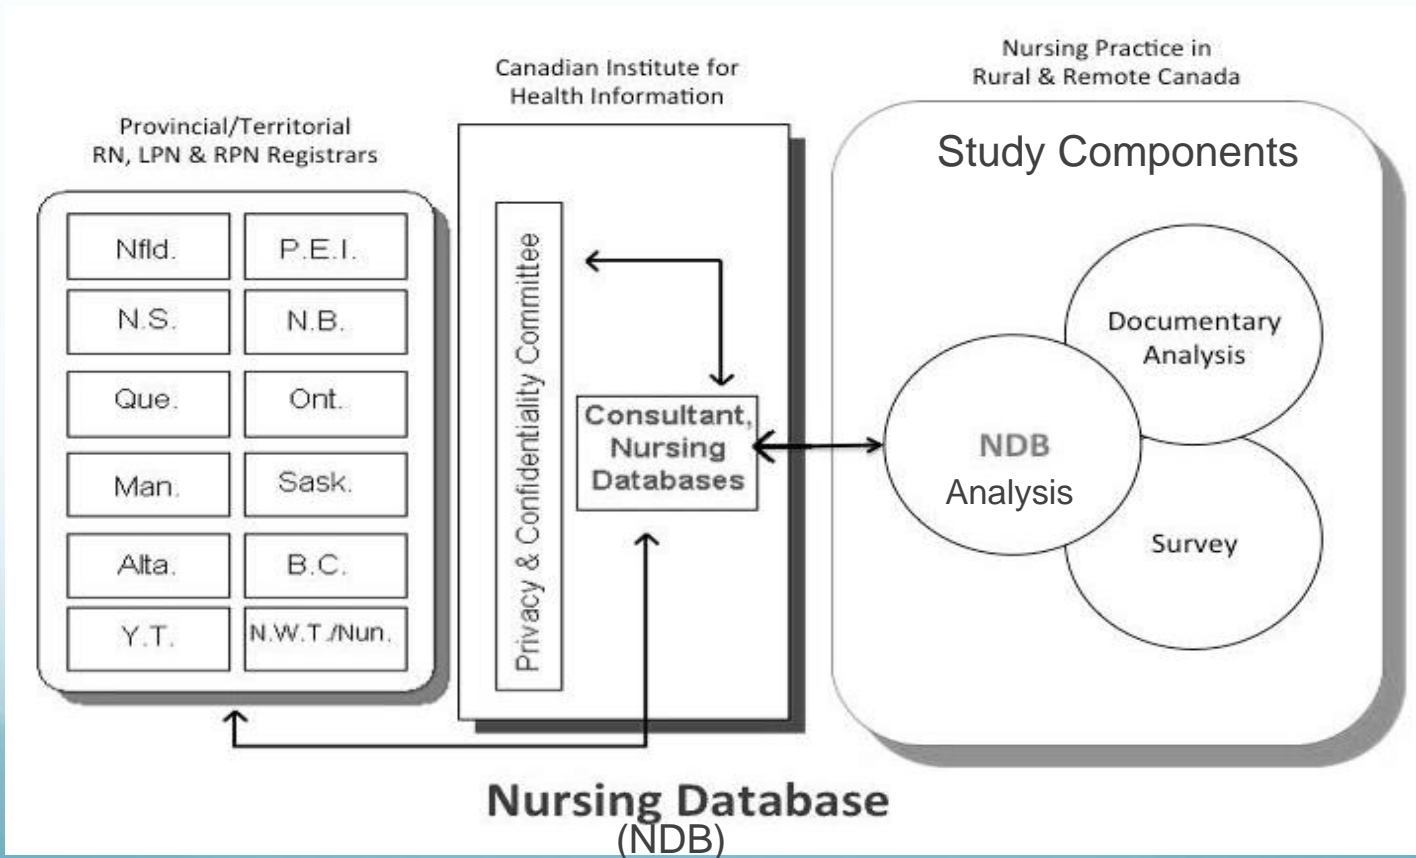 Provincial/Territorial
RN, LPN & RPN Registrars
Nfld.
P.E.I.
N.S.
N.B.
Que.
Ont.
Man.
Sask.
Alta.
B.C.
Y.T.
N.W.T./Nun.
Canadian Institute for
Health Information
Privacy & Confidentiality Committee
Consultant,
Nursing
Databases
Nursing Practice in
Rural & Remote Canada
Study Components
Documentary
Analysis
NDB
Analysis
Survey
Nursing Database
(NDB)